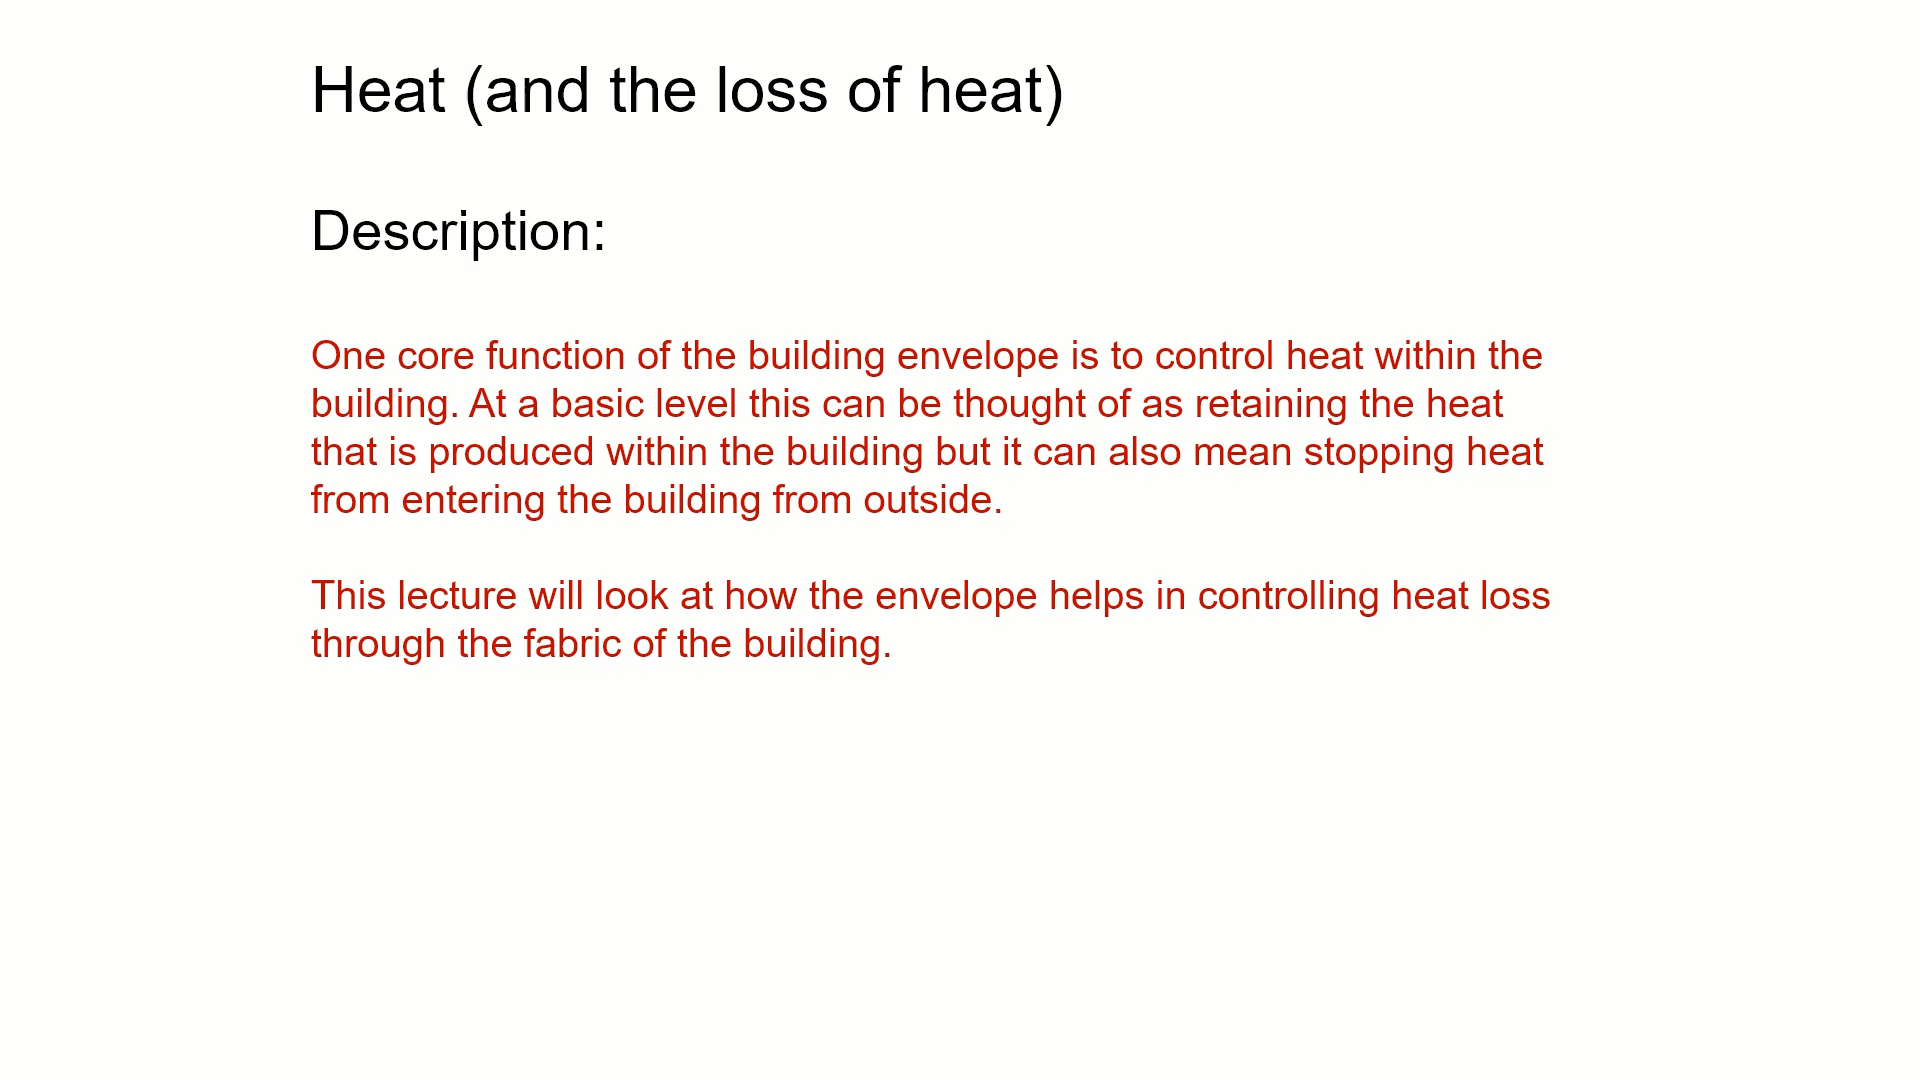 Heat (and the loss of heat)
Description:
One core function of the building envelope is to control heat within the
building. At a basic level this can be thought of as retaining the heat
that is produced within the building but it can also mean stopping heat
from entering the building from outside.
This lecture will look at how the envelope helps in controlling heat loss
through the fabric of the building.